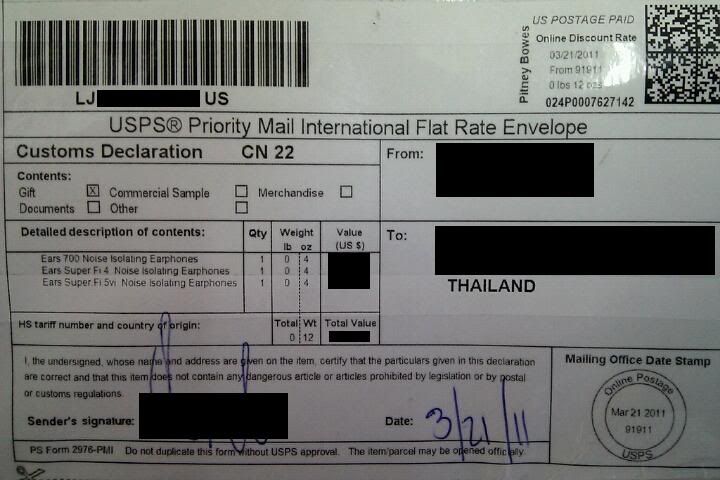 LJ US
Pitney Bowes
US POSTAGE PAID
Online Discount Rate
03/21/2011
From 91911
0 lbs 12 ozs
024P0007627142
USPS® Priority Mail International Flat Rate Envelope
Customs Declaration CN 22
Contents:
Gift X Commercial Sample Merchandise
Documents Other
From:
Detailed description of contents: Qty Weight lb oz Value (US $)
Ears 700 Noise Isolating Earphones 1 0 4
Ears Super Fi 4 Noise Isolating Earphones 1 0 4
Ears Super Fi 5vi Noise Isolating Earphones 1 0 4
To:
THAILAND
HS tariff number and country of origin: Total Wt Total Value
0 12
I, the undersigned, whose name and address are given on the item, certify that the particulars given in this declaration
are correct and that this item does not contain any dangerous article or articles prohibited by legislation or by postal
or customs regulations.
Sender's signature: Date: 3/21/11
Mailing Office Date Stamp
Online Postage
Mar 21 2011
91911
USPS
PS Form 2976-PMI Do not duplicate this form without USPS approval. The item/parcel may be opened officially.